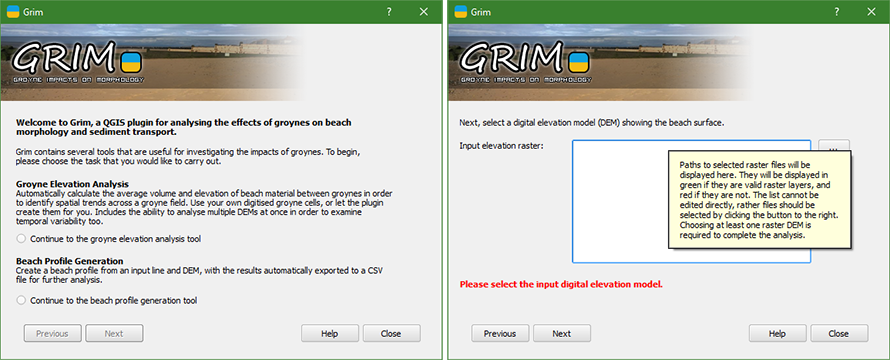 Grim
?
GRIM
GROYNE IMPACTS ON MORPHOLOGY
Welcome to Grim, a QGIS plugin for analysing the effects of groynes on beach
morphology and sediment transport.
Grim contains several tools that are useful for investigating the impacts of groynes. To begin,
please choose the task that you would like to carry out.
Groyne Elevation Analysis
Automatically calculate the average volume and elevation of beach material between groynes in order
to identify spatial trends across a groyne field. Use your own digitised groyne cells, or let the plugin
create them for you. Includes the ability to analyse multiple DEMs at once in order to examine
temporal variability too.
Continue to the groyne elevation analysis tool
Beach Profile Generation
Create a beach profile from an input line and DEM, with the results automatically exported to a CSV
file for further analysis.
Continue to the beach profile generation tool
Previous
Next
Help
Close
Grim
?
GRIM
GROYNE IMPACTS ON MORPHOLOGY
Next, select a digital elevation model (DEM) showing the beach surface.
Input elevation raster:
...
Paths to selected raster files will be
displayed here. They will be displayed in
green if they are valid raster layers, and
red if they are not. The list cannot be
edited directly, rather files should be
selected by clicking the button to the right.
Choosing at least one raster DEM is
required to complete the analysis.
Please select the input digital elevation model.
Previous
Next
Help
Close